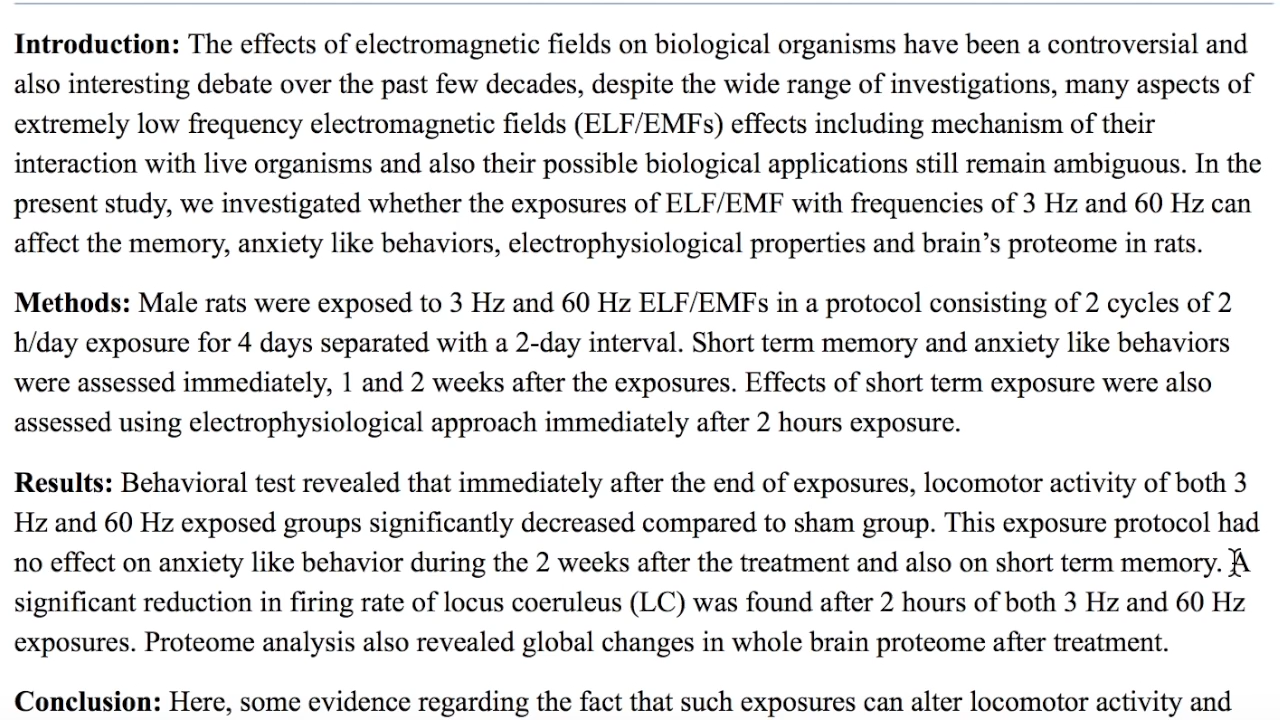 Introduction: The effects of electromagnetic fields on biological organisms have been a controversial and
also interesting debate over the past few decades, despite the wide range of investigations, many aspects of
extremely low frequency electromagnetic fields (ELF/EMFs) effects including mechanism of their
interaction with live organisms and also their possible biological applications still remain ambiguous. In the
present study, we investigated whether the exposures of ELF/EMF with frequencies of 3 Hz and 60 Hz can
affect the memory, anxiety like behaviors, electrophysiological properties and brain’s proteome in rats.
Methods: Male rats were exposed to 3 Hz and 60 Hz ELF/EMFs in a protocol consisting of 2 cycles of 2
h/day exposure for 4 days separated with a 2-day interval. Short term memory and anxiety like behaviors
were assessed immediately, 1 and 2 weeks after the exposures. Effects of short term exposure were also
assessed using electrophysiological approach immediately after 2 hours exposure.
Results: Behavioral test revealed that immediately after the end of exposures, locomotor activity of both 3
Hz and 60 Hz exposed groups significantly decreased compared to sham group. This exposure protocol had
no effect on anxiety like behavior during the 2 weeks after the treatment and also on short term memory. A
significant reduction in firing rate of locus coeruleus (LC) was found after 2 hours of both 3 Hz and 60 Hz
exposures. Proteome analysis also revealed global changes in whole brain proteome after treatment.
Conclusion: Here, some evidence regarding the fact that such exposures can alter locomotor activity and